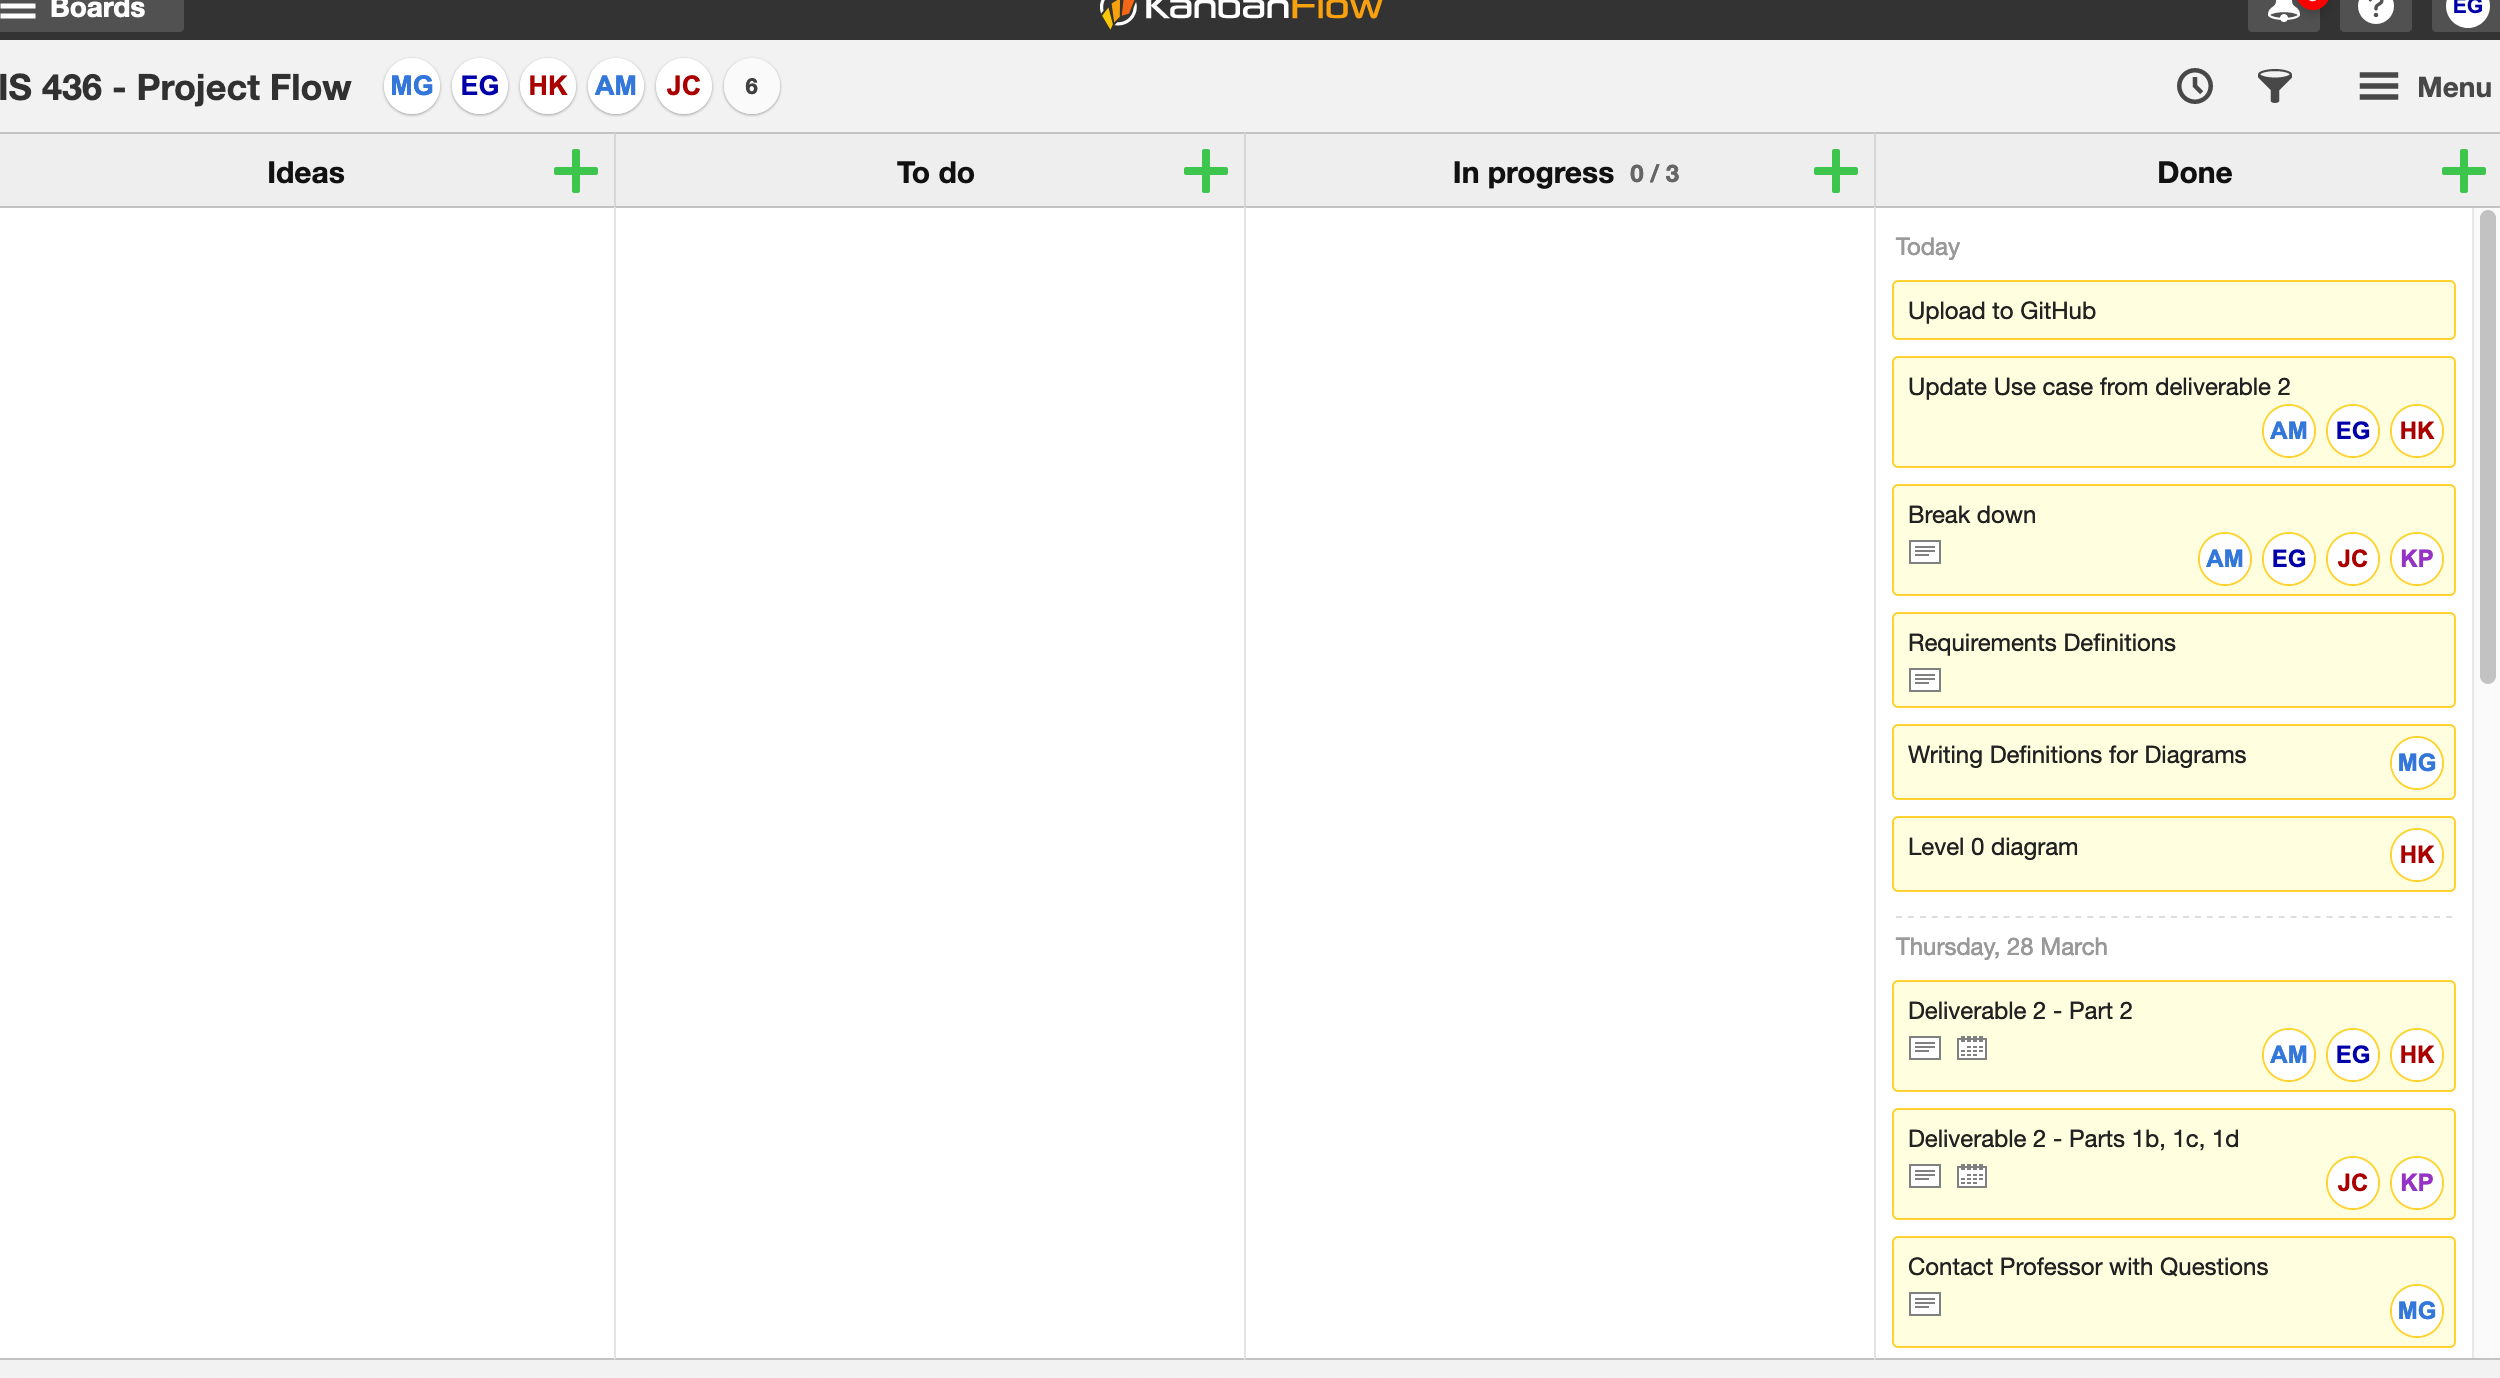 Boards
KanbanFlow
?
EG
IS 436 - Project Flow
MG EG HK AM JC 6
Menu
Ideas
To do
In progress 0 / 3
Done
Today
Upload to GitHub
Update Use case from deliverable 2
AM EG HK
Break down
AM EG JC KP
Requirements Definitions
Writing Definitions for Diagrams
MG
Level 0 diagram
HK
Thursday, 28 March
Deliverable 2 - Part 2
AM EG HK
Deliverable 2 - Parts 1b, 1c, 1d
JC KP
Contact Professor with Questions
MG